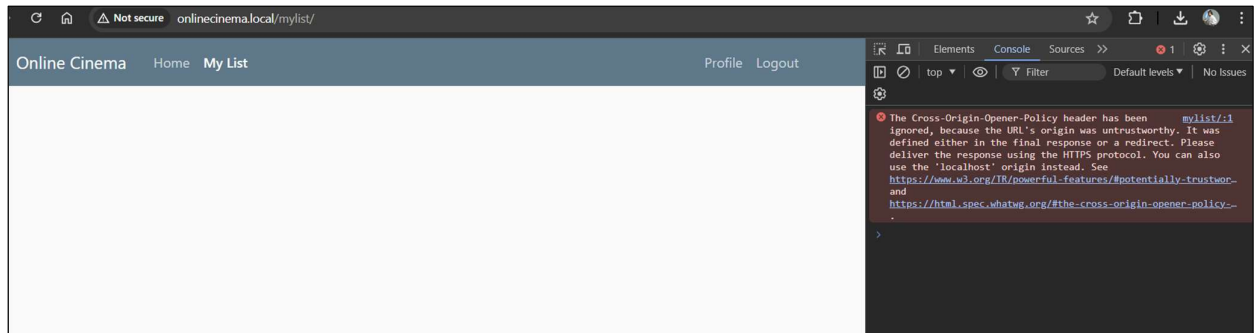 Not secure onlinecinema.local/mylist/
Online Cinema Home My List Profile Logout
Elements Console Sources 1
top Filter Default levels No Issues
The Cross-Origin-Opener-Policy header has been mylist/:1
ignored, because the URL's origin was untrustworthy. It was
defined either in the final response or a redirect. Please
deliver the response using the HTTPS protocol. You can also
use the 'localhost' origin instead. See
https://www.w3.org/TR/powerful-features/#potentially-trustwor…
and
https://html.spec.whatwg.org/#the-cross-origin-opener-policy-…
.